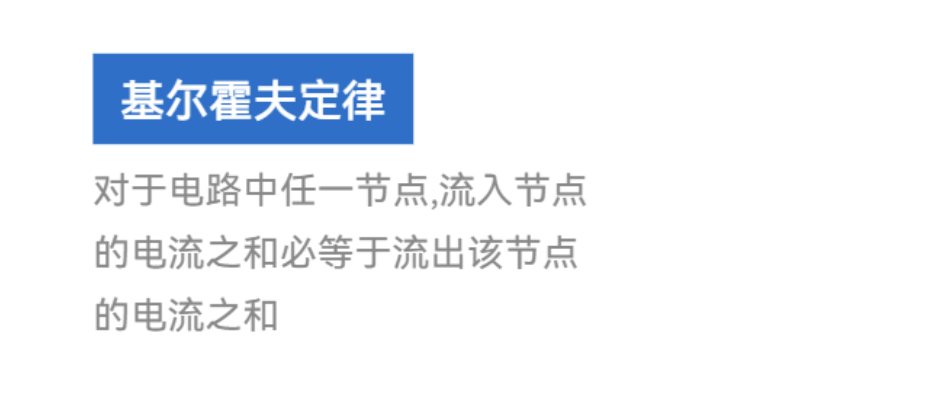 基尔霍夫定律
对于电路中任一节点,流入节点
的电流之和必等于流出该节点
的电流之和